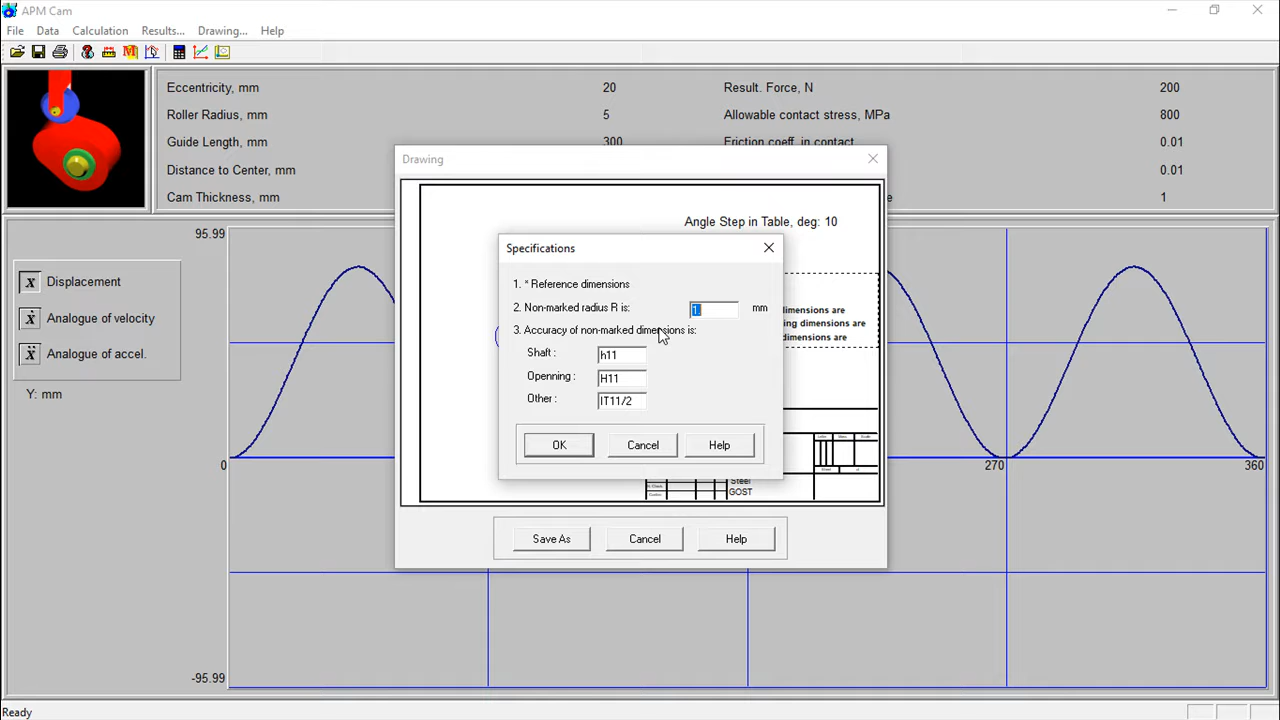 APM Cam
File Data Calculation Results... Drawing... Help
Eccentricity, mm 20 Result. Force, N 200
Roller Radius, mm 5 Allowable contact stress, MPa 800
Guide Length, mm 300 Friction coeff. in contact 0.01
Distance to Center, mm 0.01
Cam Thickness, mm 1
Drawing
Angle Step in Table, deg: 10
Specifications
1. * Reference dimensions
2. Non-marked radius R is: 1. mm
3. Accuracy of non-marked dimensions is:
Shaft : h11
Openning : H11
Other : IT11/2
OK Cancel Help
dimensions are
ing dimensions are
dimensions are
Steel
GOST
Save As Cancel Help
x Displacement
ẋ Analogue of velocity
ẍ Analogue of accel.
Y: mm
95.99
0 270 360
-95.99
Ready